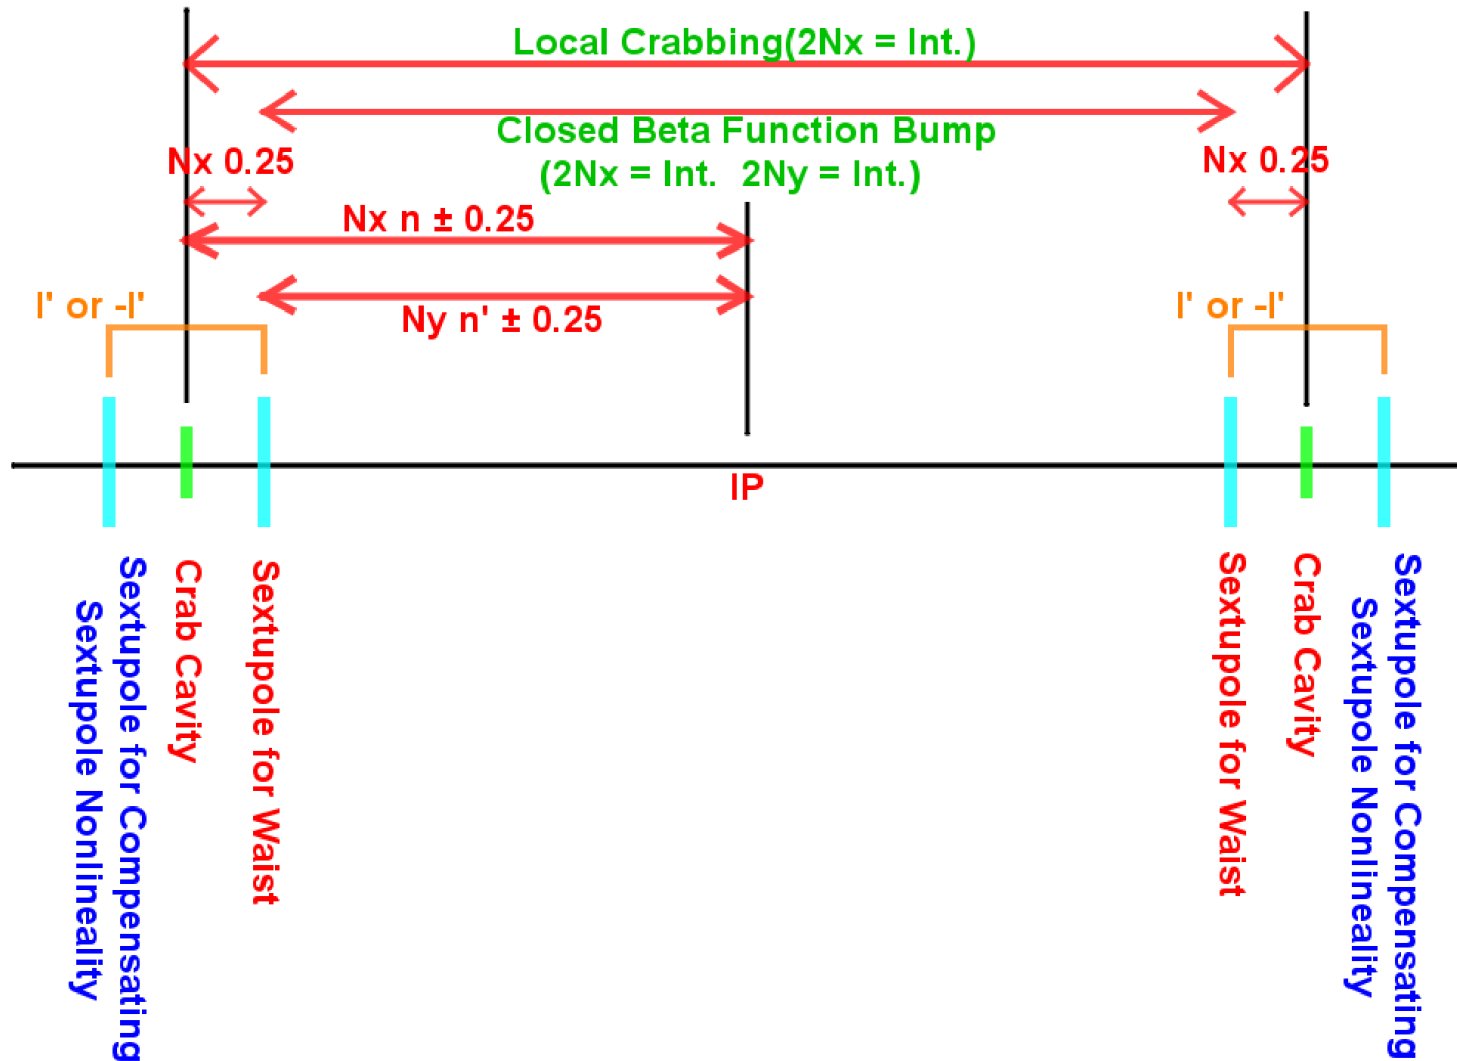 Local Crabbing(2Nx = Int.)
Closed Beta Function Bump
(2Nx = Int.  2Ny = Int.)
Nx 0.25
Nx 0.25
Nx n ± 0.25
Ny n' ± 0.25
I' or -I'
I' or -I'
IP
Sextupole for Compensating
Sextupole Nonlineality
Crab Cavity
Sextupole for Waist
Sextupole for Waist
Crab Cavity
Sextupole for Compensating
Sextupole Nonlineality